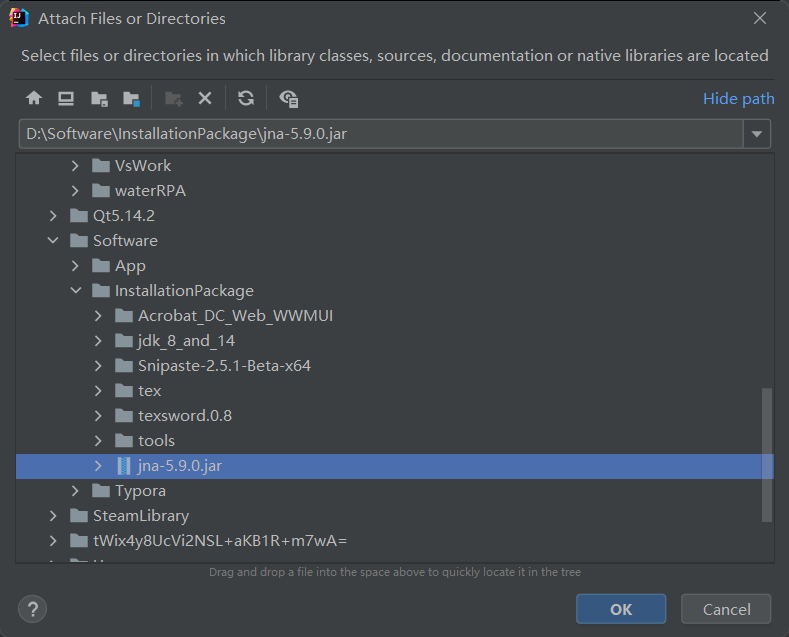 Attach Files or Directories
Select files or directories in which library classes, sources, documentation or native libraries are located
Hide path
D:\Software\InstallationPackage\jna-5.9.0.jar
VsWork
waterRPA
Qt5.14.2
Software
App
InstallationPackage
Acrobat_DC_Web_WWMUI
jdk_8_and_14
Snipaste-2.5.1-Beta-x64
tex
texsword.0.8
tools
jna-5.9.0.jar
Typora
SteamLibrary
tWix4y8UcVi2NSL+aKB1R+m7wA=
Drag and drop a file into the space above to quickly locate it in the tree
? OK Cancel